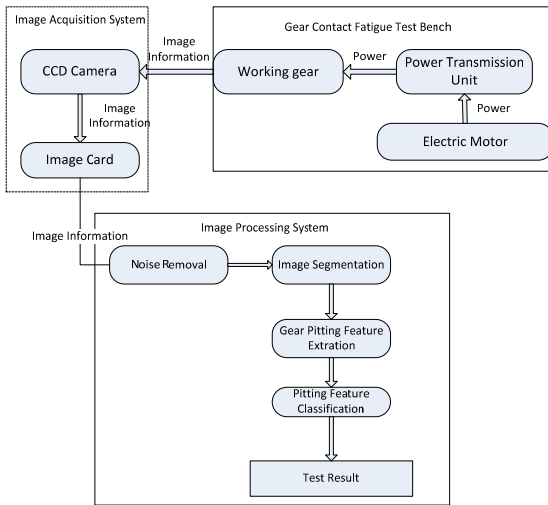 Image Acquisition System
CCD Camera
Image
Information
Image Card
Image
Information
Gear Contact Fatigue Test Bench
Working gear
Power
Power Transmission
Unit
Power
Electric Motor
Image Information
Image Processing System
Noise Removal
Image Segmentation
Gear Pitting Feature
Extration
Pitting Feature
Classification
Test Result